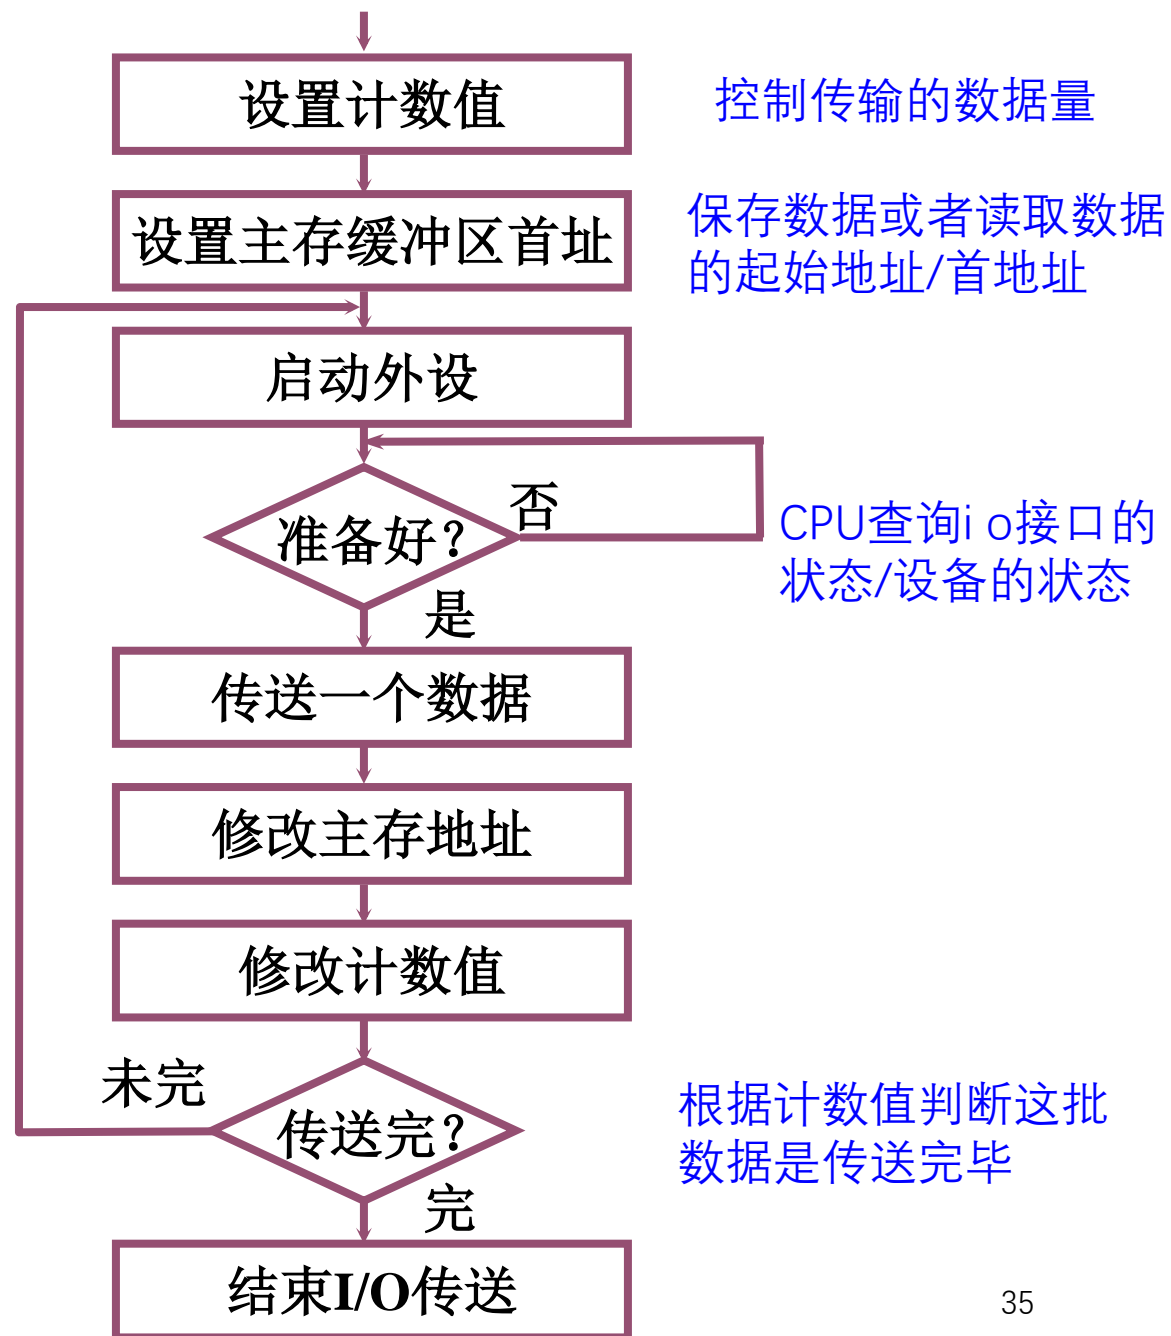 设置计数值
控制传输的数据量
设置主存缓冲区首址
保存数据或者读取数据
的起始地址/首地址
启动外设
准备好？
否
CPU查询i o接口的
状态/设备的状态
是
传送一个数据
修改主存地址
修改计数值
未完
传送完？
根据计数值判断这批
数据是传送完毕
完
结束I/O传送
35